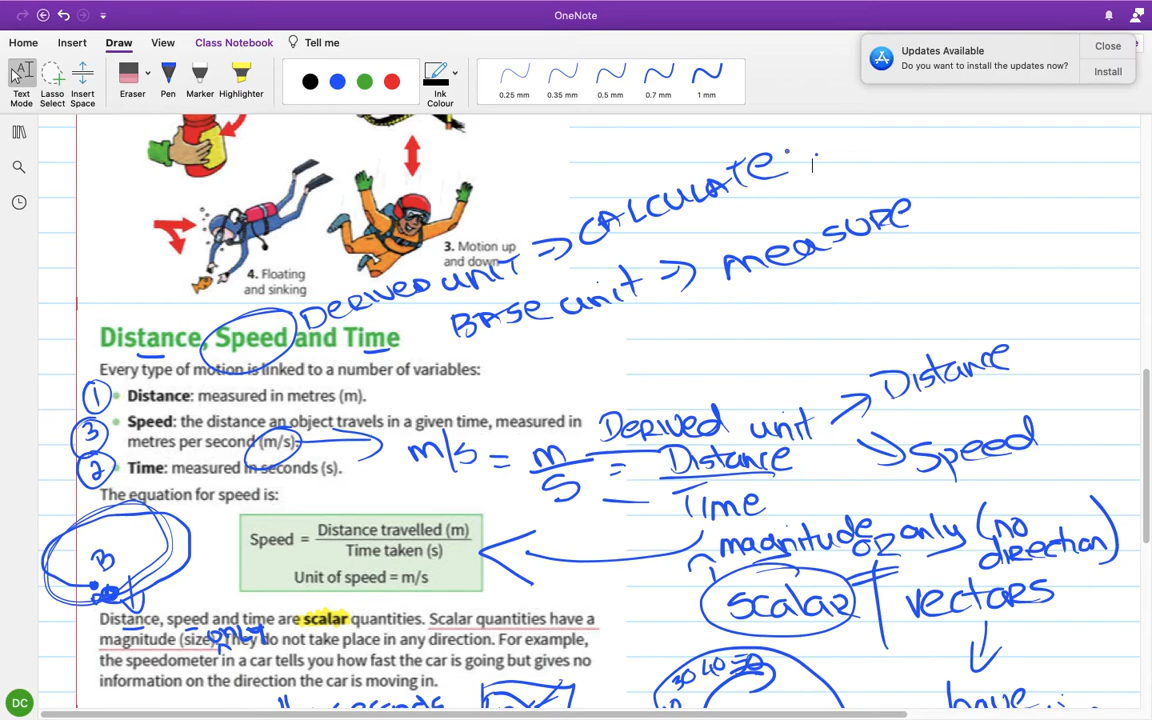 OneNote
Home Insert Draw View Class Notebook Tell me
Updates Available
Do you want to install the updates now?
Close
Install
Text Mode
Lasso Select
Insert Space
Eraser
Pen
Marker
Highlighter
Ink Colour
0.25 mm 0.35 mm 0.5 mm 0.7 mm 1 mm
3. Motion up
and down
4. Floating
and sinking
DERIVED unit => CALCULATE
BASE unit => measure
Distance, Speed and Time
Every type of motion is linked to a number of variables:
① • Distance: measured in metres (m).
③ • Speed: the distance an object travels in a given time, measured in
metres per second (m/s).
② • Time: measured in seconds (s).
m/s = m/s = Distance/Time
Derived unit
Distance
Speed
The equation for speed is:
Speed = Distance travelled (m)
Time taken (s)
Unit of speed = m/s
B
magnitude only (no
direction)
OR
scalar
vectors
have
Distance, speed and time are scalar quantities. Scalar quantities have a
magnitude (size). They do not take place in any direction. For example,
only
the speedometer in a car tells you how fast the car is going but gives no
information on the direction the car is moving in.
30 40 50
seconds
DC